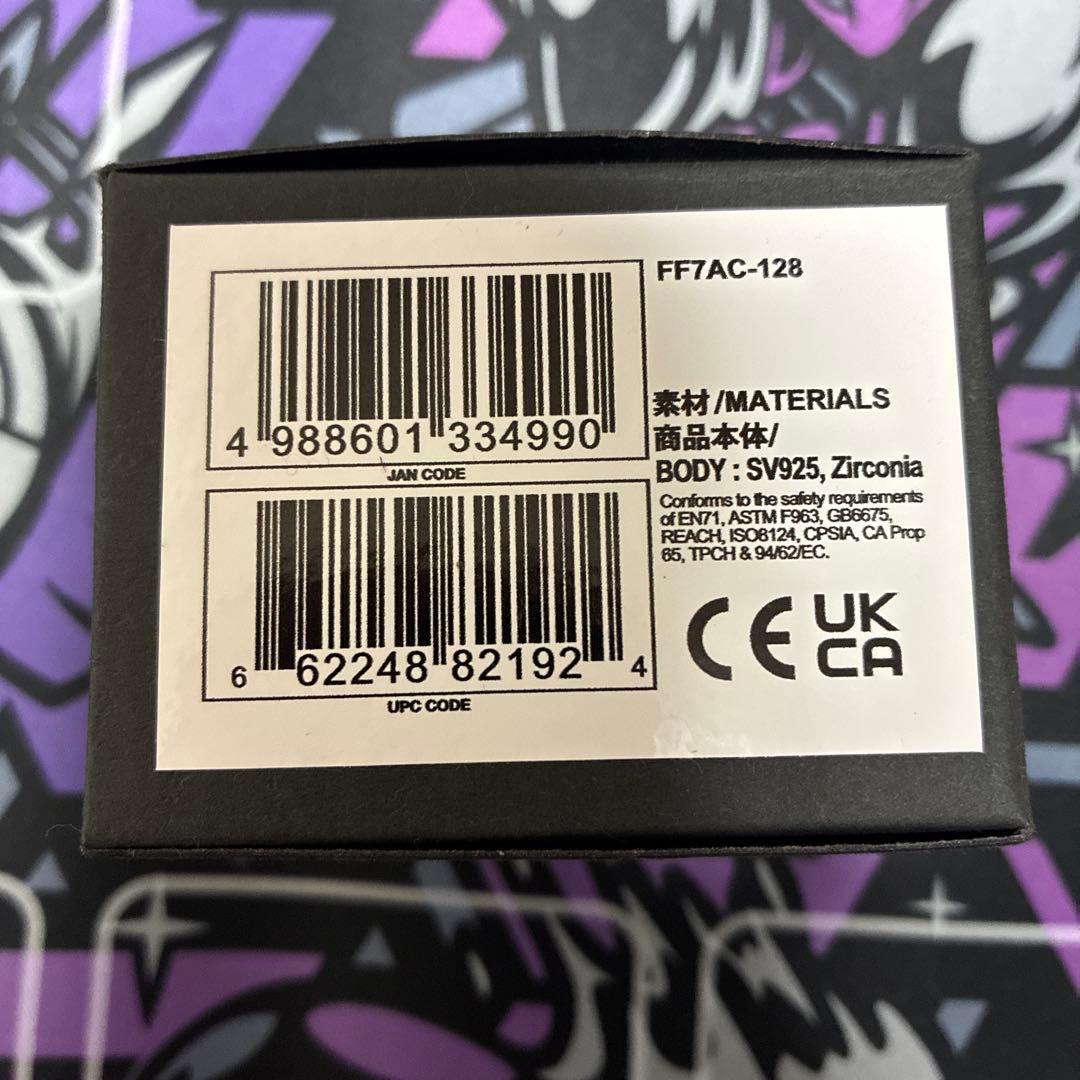 FF7AC-128
4 988601 334990
JAN CODE
6 62248 82192 4
UPC CODE
素材/MATERIALS
商品本体/
BODY : SV925, Zirconia
Conforms to the safety requirements
of EN71, ASTM F963, GB6675,
REACH, ISO8124, CPSIA, CA Prop
65, TPCH & 94/62/EC.
CE
UK
CA